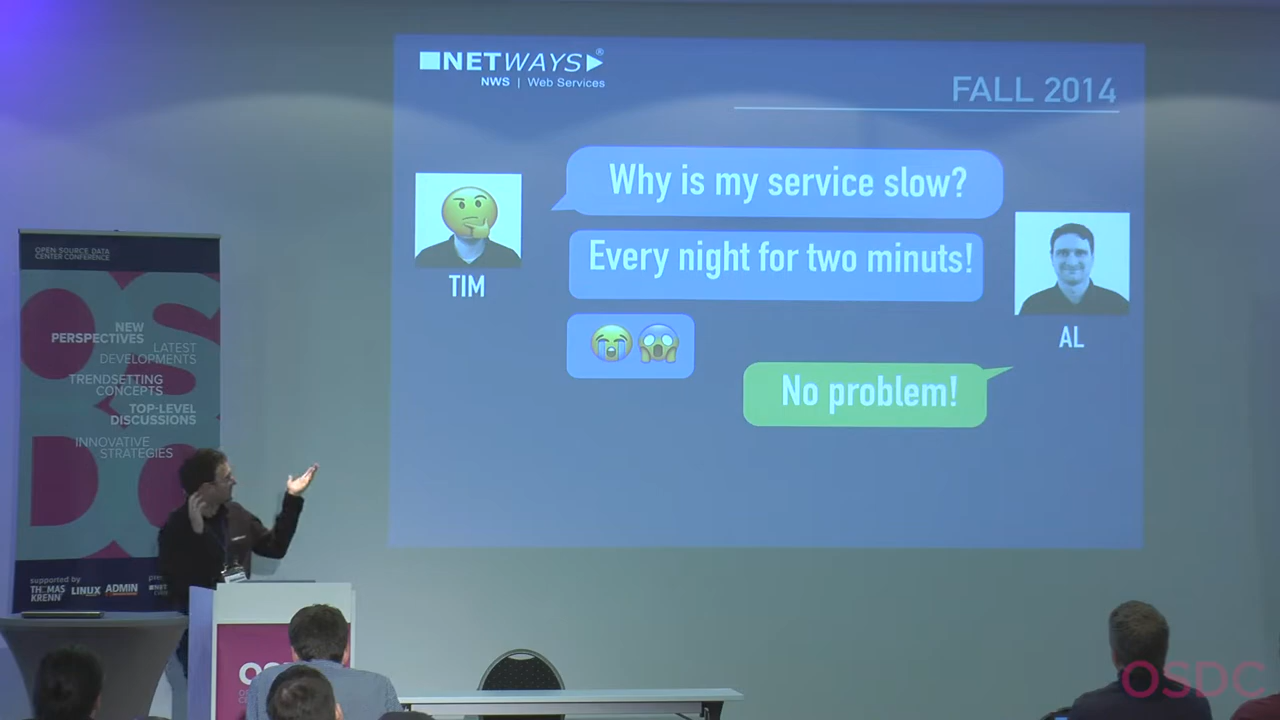 NETWAYS®
NWS | Web Services
FALL 2014
Why is my service slow?
Every night for two minuts!
TIM
AL
No problem!
OPEN SOURCE DATA
CENTER CONFERENCE
NEW
PERSPECTIVES
LATEST
DEVELOPMENTS
TRENDSETTING
CONCEPTS
TOP-LEVEL
DISCUSSIONS
INNOVATIVE
STRATEGIES
supported by
THOMAS
KRENN
LINUX
ADMIN
OSDC